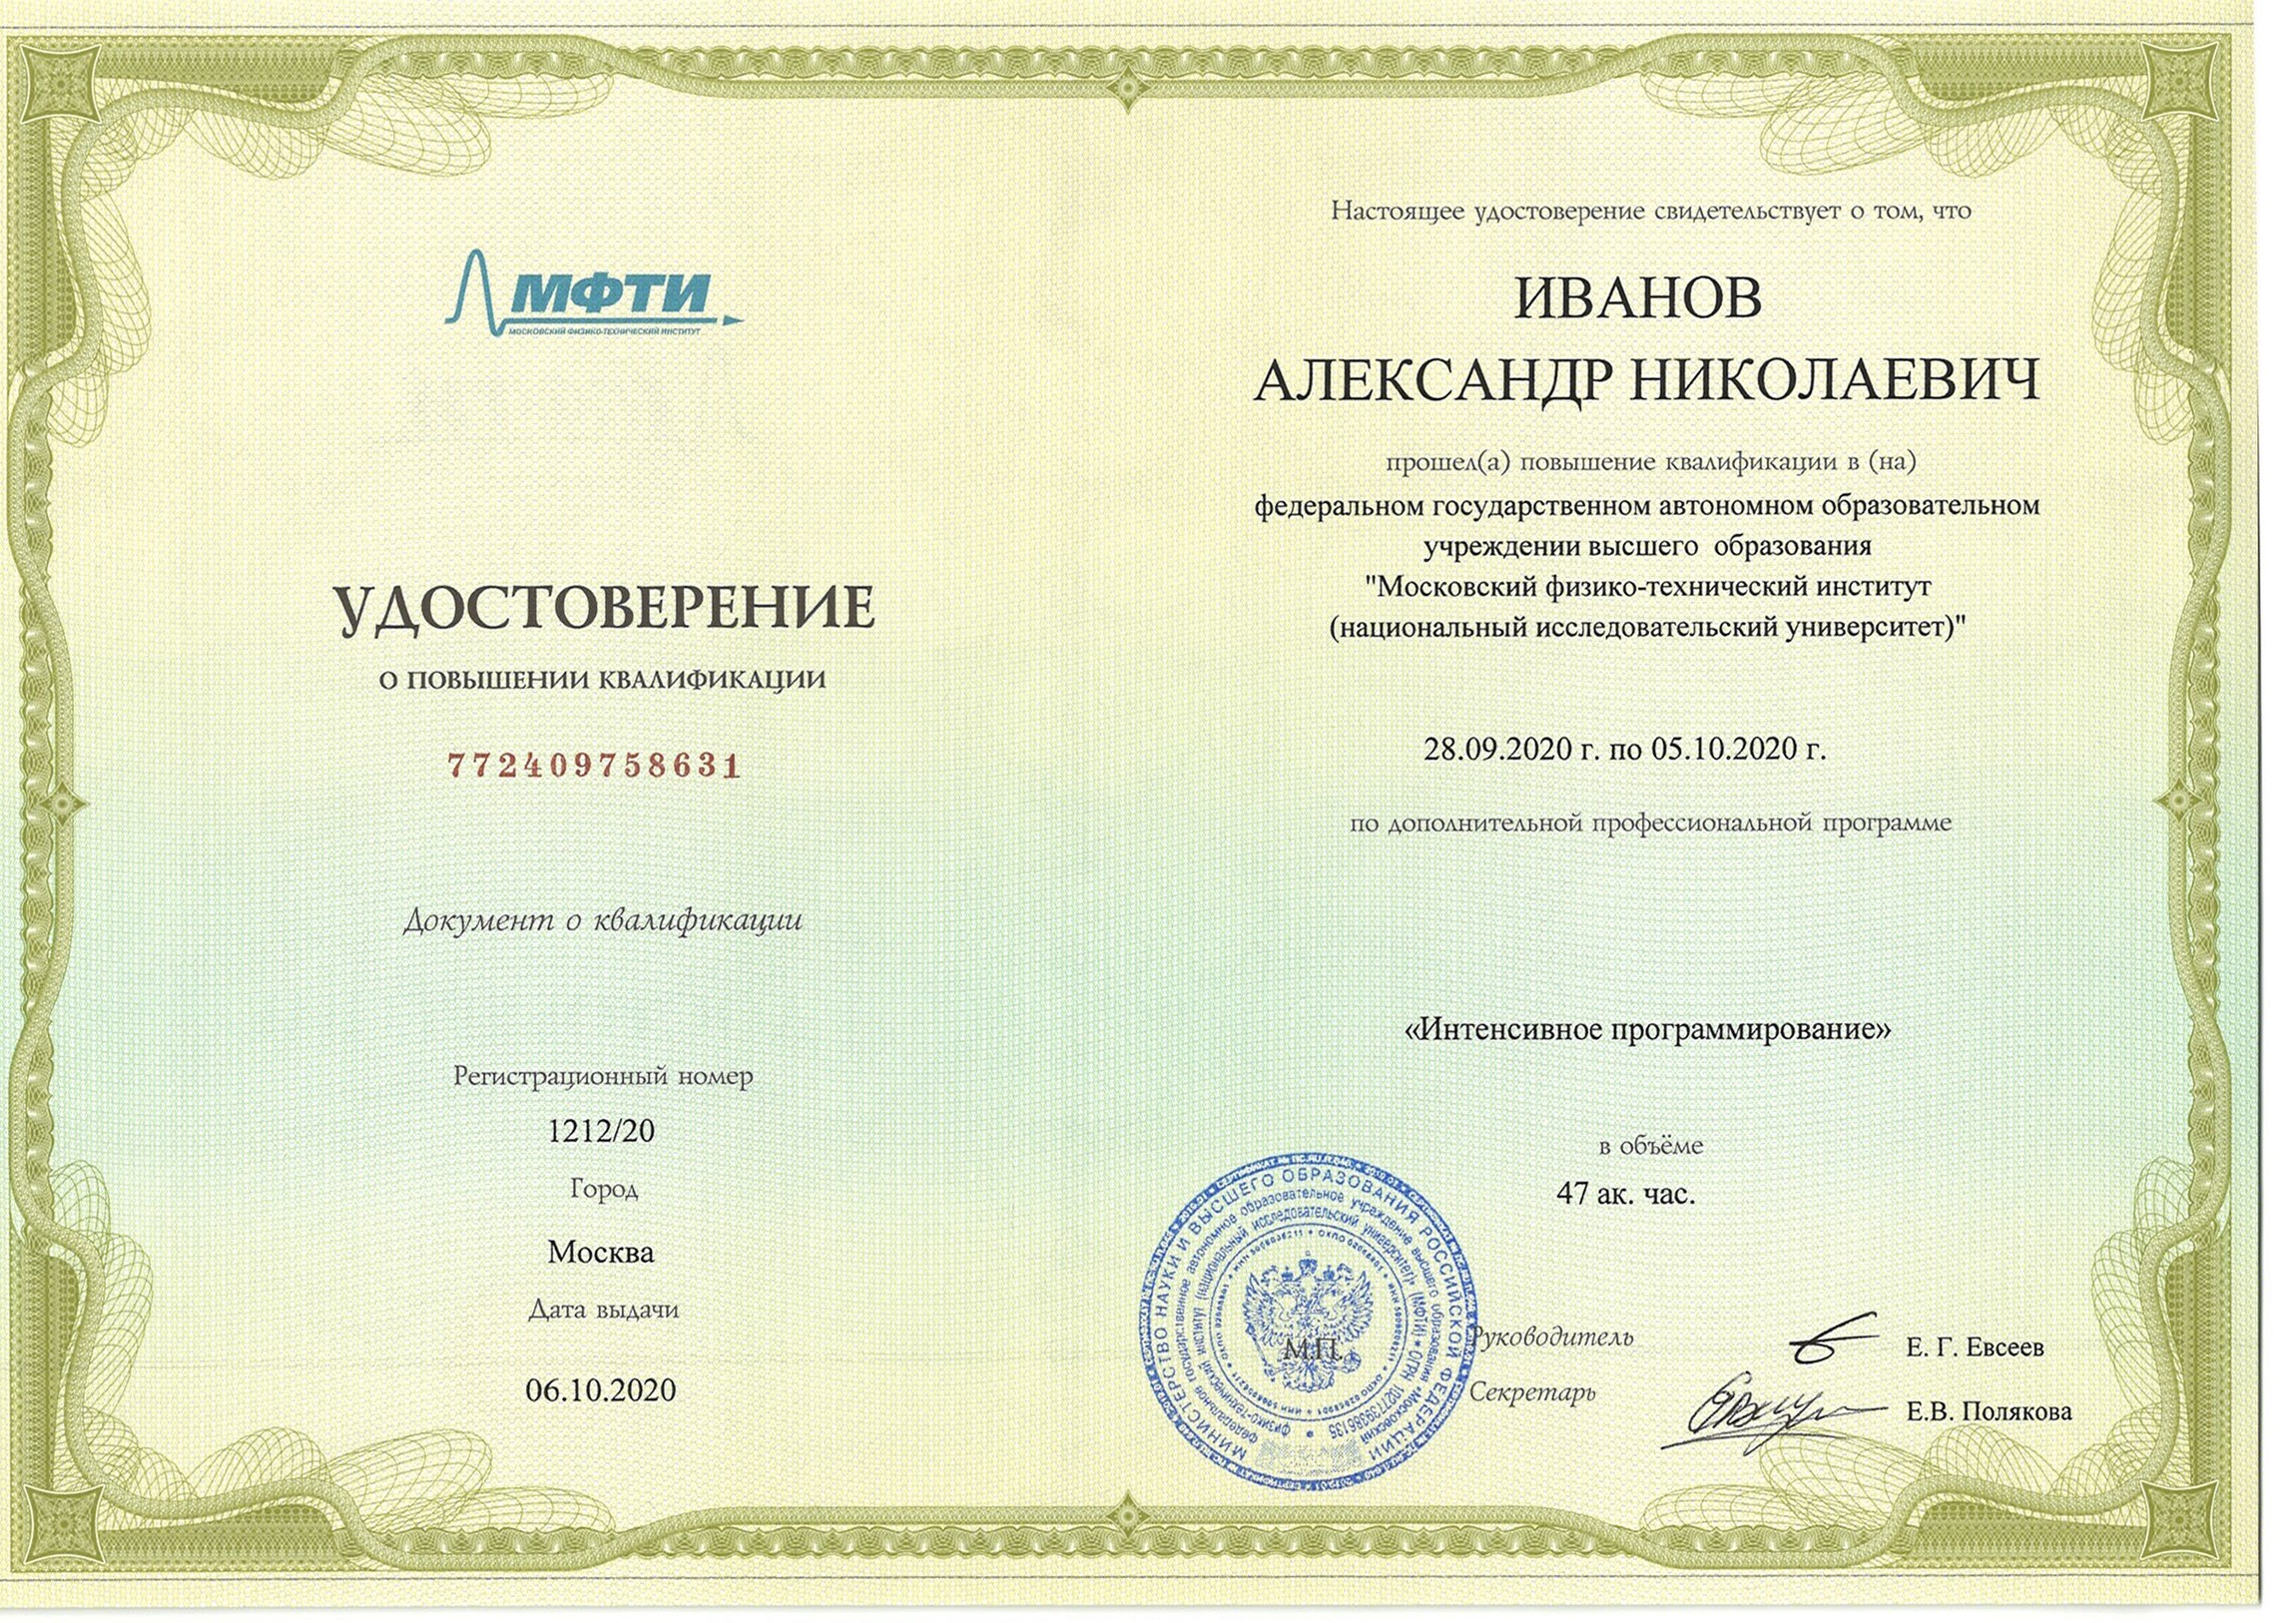 МФТИ
МОСКОВСКИЙ ФИЗИКО-ТЕХНИЧЕСКИЙ ИНСТИТУТ
УДОСТОВЕРЕНИЕ
О ПОВЫШЕНИИ КВАЛИФИКАЦИИ
772409758631
Документ о квалификации
Регистрационный номер
1212/20
Город
Москва
Дата выдачи
06.10.2020
Настоящее удостоверение свидетельствует о том, что
ИВАНОВ
АЛЕКСАНДР НИКОЛАЕВИЧ
прошел(а) повышение квалификации в (на)
федеральном государственном автономном образовательном
учреждении высшего образования
"Московский физико-технический институт
(национальный исследовательский университет)"
28.09.2020 г. по 05.10.2020 г.
по дополнительной профессиональной программе
«Интенсивное программирование»
в объёме
47 ак. час.
МИНИСТЕРСТВО НАУКИ И ВЫСШЕГО ОБРАЗОВАНИЯ РОССИЙСКОЙ ФЕДЕРАЦИИ
федеральное государственное автономное образовательное учреждение высшего образования «Московский
физико-технический институт (национальный исследовательский университет)» (МФТИ) * ОГРН 1027739386135
М.П.
Руководитель
Е. Г. Евсеев
Секретарь
Е.В. Полякова